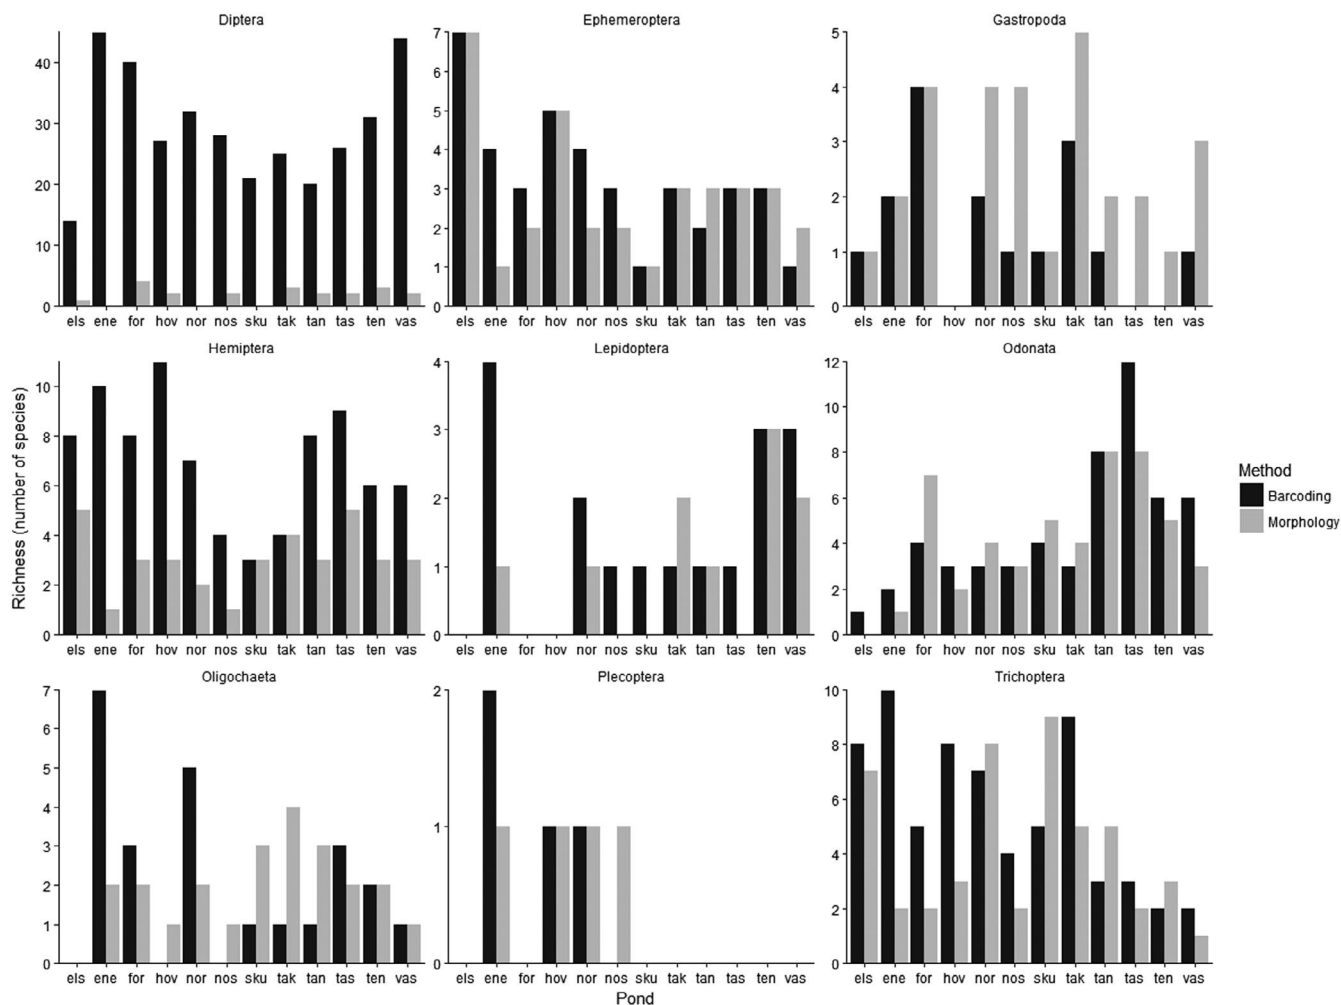 Diptera
Ephemeroptera
Gastropoda
40
30
20
10
0
els ene for hov nor nos sku tak tan tas ten vas
7
6
5
4
3
2
1
0
els ene for hov nor nos sku tak tan tas ten vas
5
4
3
2
1
0
els ene for hov nor nos sku tak tan tas ten vas
Richness (number of species)
Hemiptera
Lepidoptera
Odonata
10
8
6
4
2
0
els ene for hov nor nos sku tak tan tas ten vas
4
3
2
1
0
els ene for hov nor nos sku tak tan tas ten vas
12
10
8
6
4
2
0
els ene for hov nor nos sku tak tan tas ten vas
Method
Barcoding
Morphology
Oligochaeta
Plecoptera
Trichoptera
7
6
5
4
3
2
1
0
els ene for hov nor nos sku tak tan tas ten vas
2
1
0
els ene for hov nor nos sku tak tan tas ten vas
10
8
6
4
2
0
els ene for hov nor nos sku tak tan tas ten vas
Pond